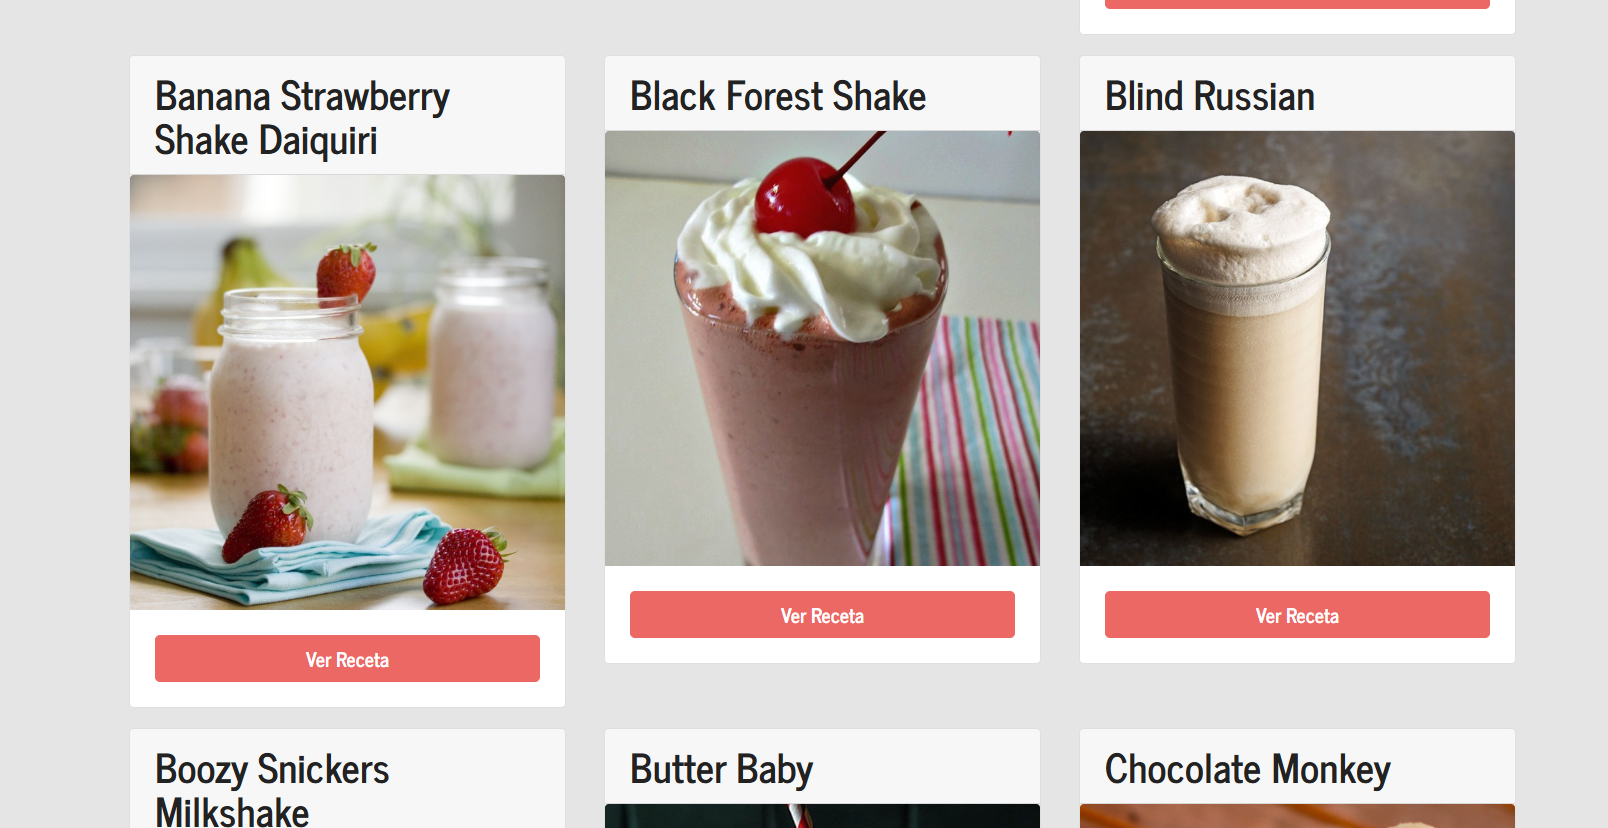 Banana Strawberry
Shake Daiquiri
Ver Receta
Black Forest Shake
Ver Receta
Blind Russian
Ver Receta
Boozy Snickers
Milkshake
Butter Baby
Chocolate Monkey